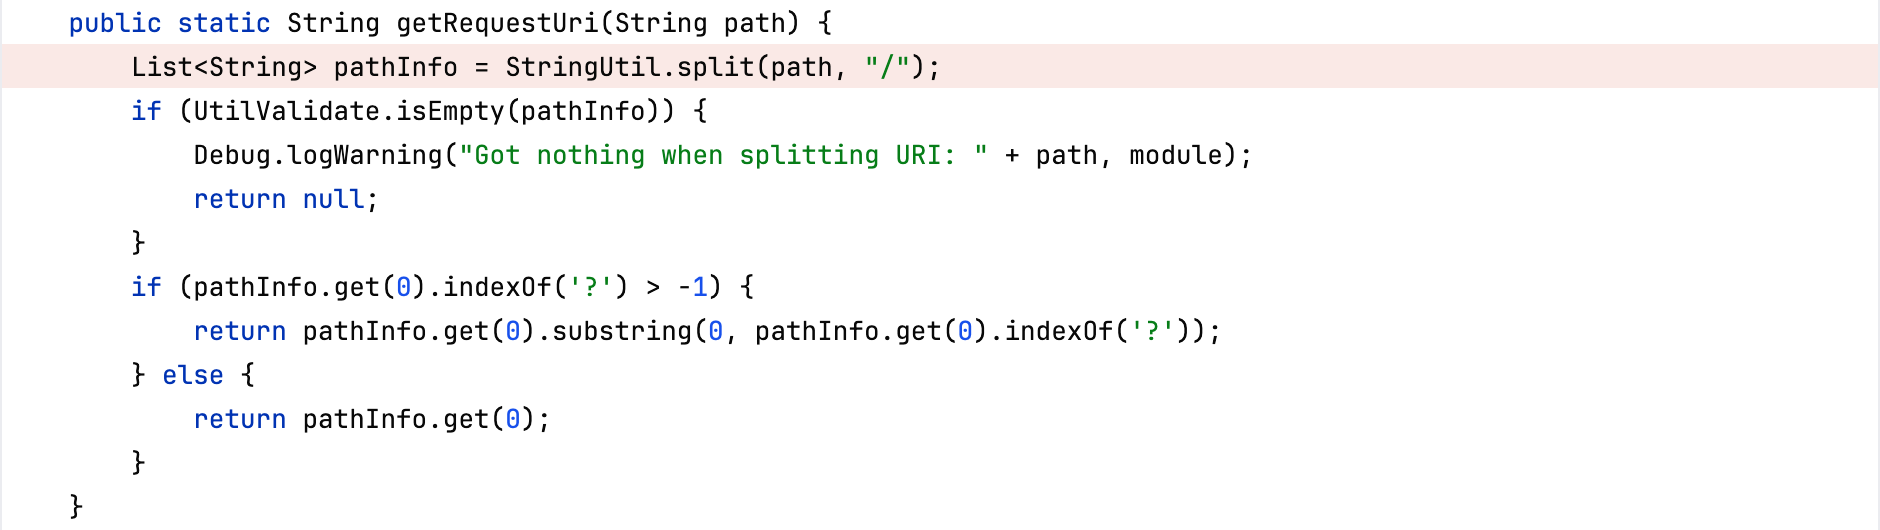 public static String getRequestUri(String path) {
    List<String> pathInfo = StringUtil.split(path, "/");
    if (UtilValidate.isEmpty(pathInfo)) {
        Debug.logWarning("Got nothing when splitting URI: " + path, module);
        return null;
    }
    if (pathInfo.get(0).indexOf('?') > -1) {
        return pathInfo.get(0).substring(0, pathInfo.get(0).indexOf('?'));
    } else {
        return pathInfo.get(0);
    }
}